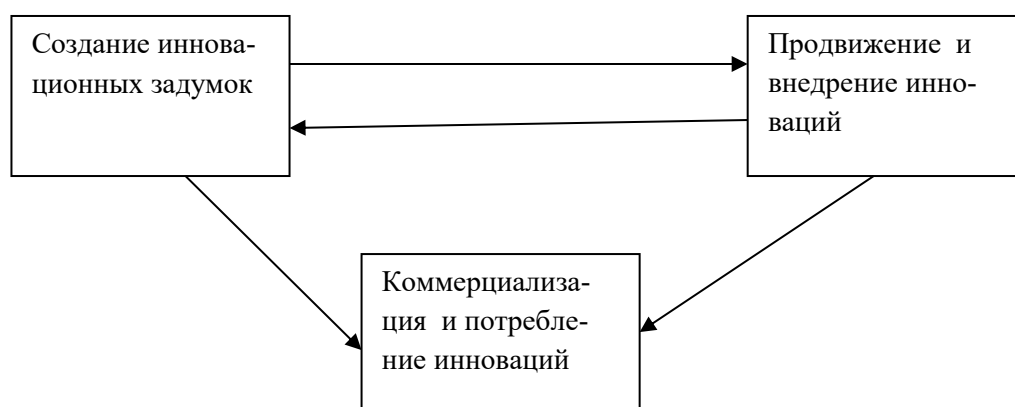 Создание иннова-
ционных задумок
Продвижение и
внедрение инно-
ваций
Коммерциализа-
ция и потребле-
ние инноваций